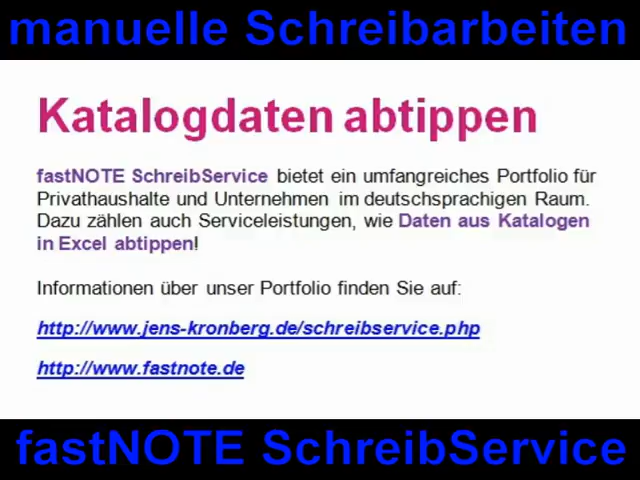 manuelle Schreibarbeiten
Katalogdaten abtippen
fastNOTE SchreibService bietet ein umfangreiches Portfolio für
Privathaushalte und Unternehmen im deutschsprachigen Raum.
Dazu zählen auch Serviceleistungen, wie Daten aus Katalogen
in Excel abtippen!
Informationen über unser Portfolio finden Sie auf:
http://www.jens-kronberg.de/schreibservice.php
http://www.fastnote.de
fastNOTE SchreibService